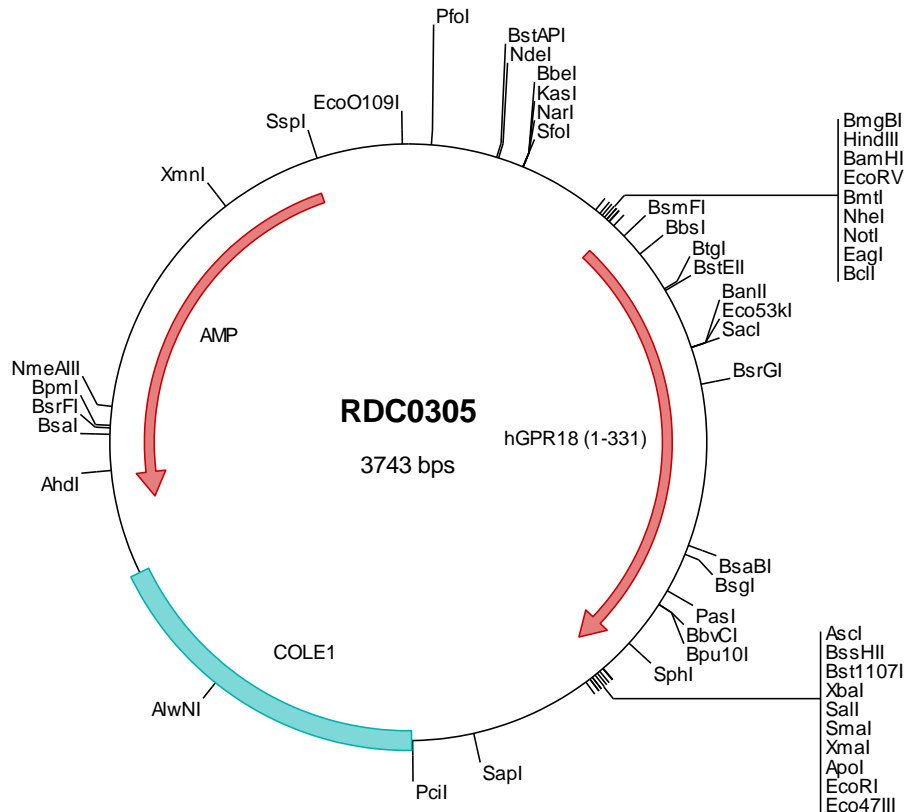 PfoI
BstAPI
NdeI
BbeI
KasI
NarI
SfoI
EcoO109I
SspI
XmnI
BmgBI
HindIII
BamHI
EcoRV
BmtI
NheI
NotI
EagI
BclI
BsmFI
BbsI
BtgI
BstEII
BanII
Eco53kI
SacI
BsrGI
AMP
NmeAIII
BpmI
BsrFI
BsaI
AhdI
RDC0305
3743 bps
hGPR18 (1-331)
BsaBI
BsgI
PasI
BbvCI
Bpu10I
SphI
AscI
BssHII
Bst1107I
XbaI
SalI
SmaI
XmaI
ApoI
EcoRI
Eco47III
COLE1
AlwNI
PciI
SapI